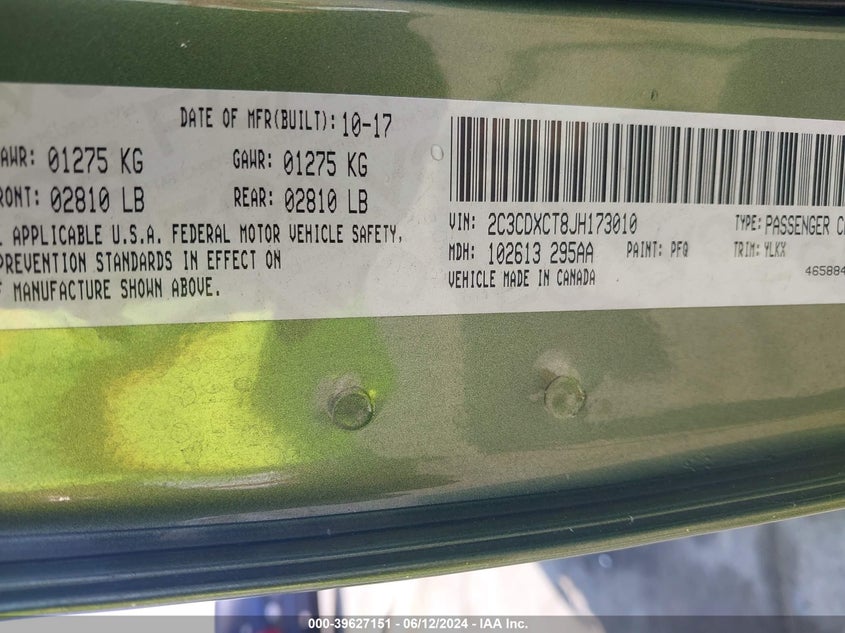 DATE OF MFR(BUILT): 10-17
GAWR: 01275 KG GAWR: 01275 KG
FRONT: 02810 LB REAR: 02810 LB
APPLICABLE U.S.A. FEDERAL MOTOR VEHICLE SAFETY,
PREVENTION STANDARDS IN EFFECT ON
MANUFACTURE SHOWN ABOVE.
VIN: 2C3CDXCT8JH173010 TYPE: PASSENGER
MDH: 102613 295AA PAINT: PFQ TRIM: YLKX
VEHICLE MADE IN CANADA
465884
000-39627151 - 06/12/2024 - IAA Inc.